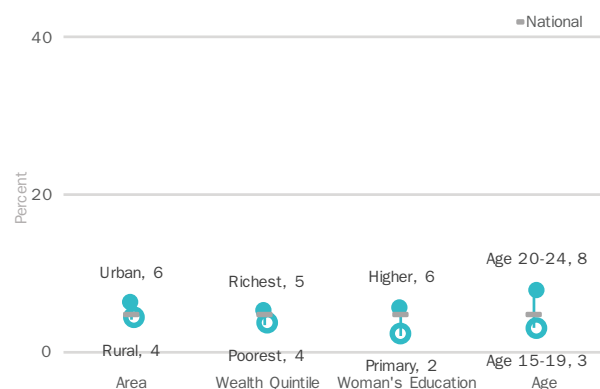 National
40
Percent
20
Age 20-24, 8
Urban, 6
Richest, 5
Higher, 6
0
Rural, 4
Poorest, 4
Primary, 2
Age 15-19, 3
Area
Wealth Quintile
Woman's Education
Age